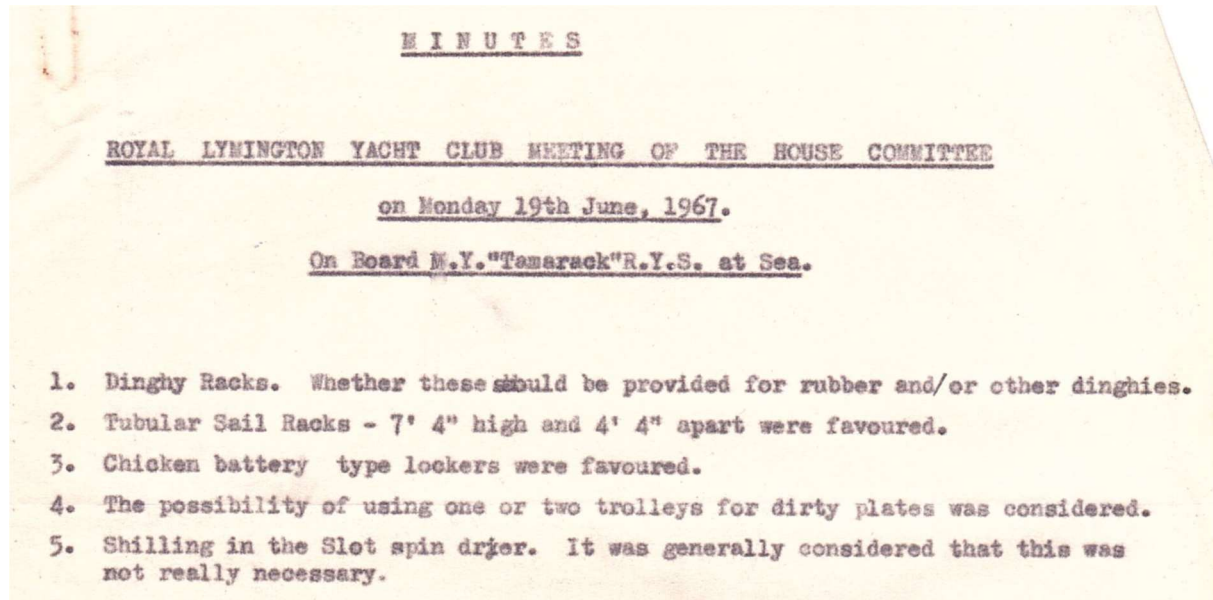 M I N U T E S
ROYAL LYMINGTON YACHT CLUB MEETING OF THE HOUSE COMMITTEE
on Monday 19th June, 1967.
On Board M.Y."Tamarack"R.Y.S. at Sea.
1. Dinghy Racks. Whether these should be provided for rubber and/or other dinghies.
2. Tubular Sail Racks - 7' 4" high and 4' 4" apart were favoured.
3. Chicken battery type lockers were favoured.
4. The possibility of using one or two trolleys for dirty plates was considered.
5. Shilling in the Slot spin drier. It was generally considered that this was
not really necessary.